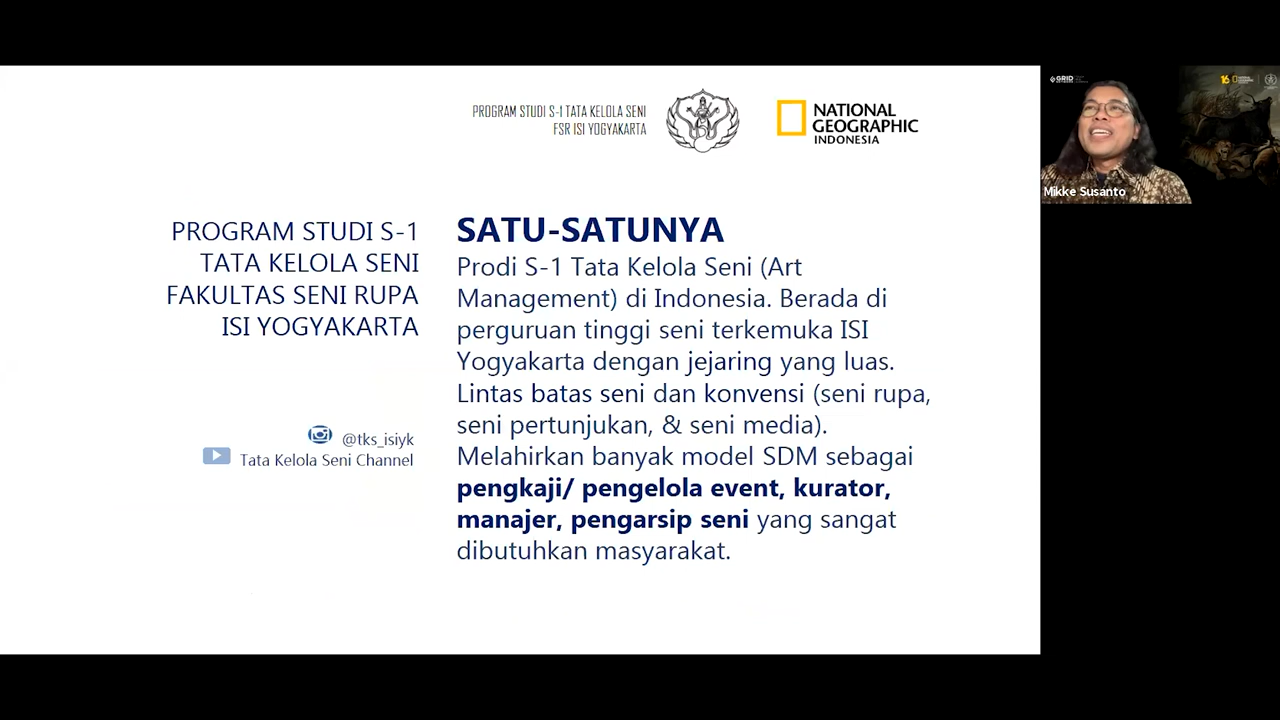 PROGRAM STUDI S-1 TATA KELOLA SENI
FSR ISI YOGYAKARTA
NATIONAL
GEOGRAPHIC
INDONESIA
PROGRAM STUDI S-1
TATA KELOLA SENI
FAKULTAS SENI RUPA
ISI YOGYAKARTA
@tks_isiyk
Tata Kelola Seni Channel
SATU-SATUNYA
Prodi S-1 Tata Kelola Seni (Art
Management) di Indonesia. Berada di
perguruan tinggi seni terkemuka ISI
Yogyakarta dengan jejaring yang luas.
Lintas batas seni dan konvensi (seni rupa,
seni pertunjukan, & seni media).
Melahirkan banyak model SDM sebagai
pengkaji/ pengelola event, kurator,
manajer, pengarsip seni yang sangat
dibutuhkan masyarakat.
GRID
16
Mikke Susanto